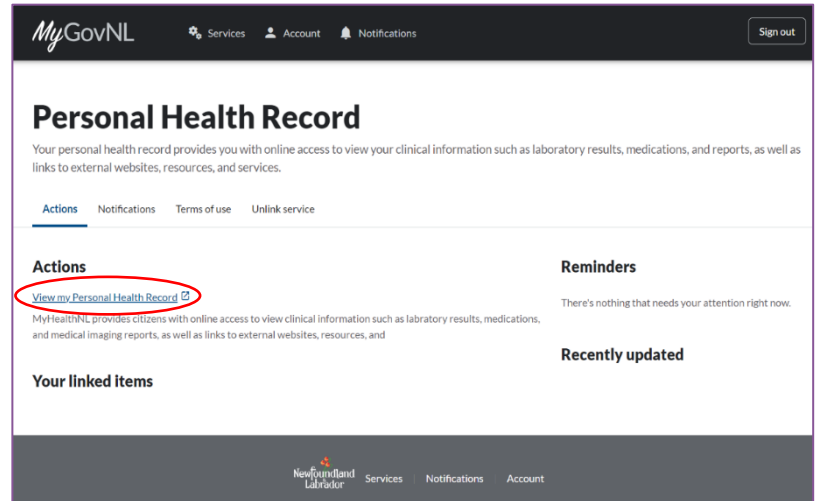 MyGovNL Services Account Notifications Sign out
Personal Health Record
Your personal health record provides you with online access to view your clinical information such as laboratory results, medications, and reports, as well as
links to external websites, resources, and services.
Actions Notifications Terms of use Unlink service
Actions
View my Personal Health Record
MyHealthNL provides citizens with online access to view clinical information such as labratory results, medications,
and medical imaging reports, as well as links to external websites, resources, and
Your linked items
Reminders
There's nothing that needs your attention right now.
Recently updated
Newfoundland
Labrador
Services Notifications Account